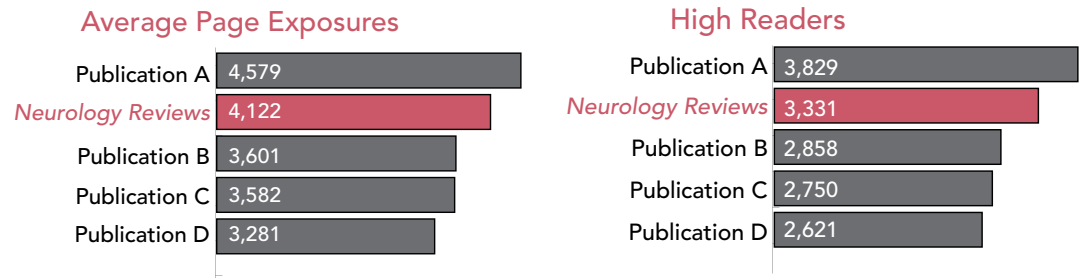 Average Page Exposures
Publication A 4,579
Neurology Reviews 4,122
Publication B 3,601
Publication C 3,582
Publication D 3,281
High Readers
Publication A 3,829
Neurology Reviews 3,331
Publication B 2,858
Publication C 2,750
Publication D 2,621